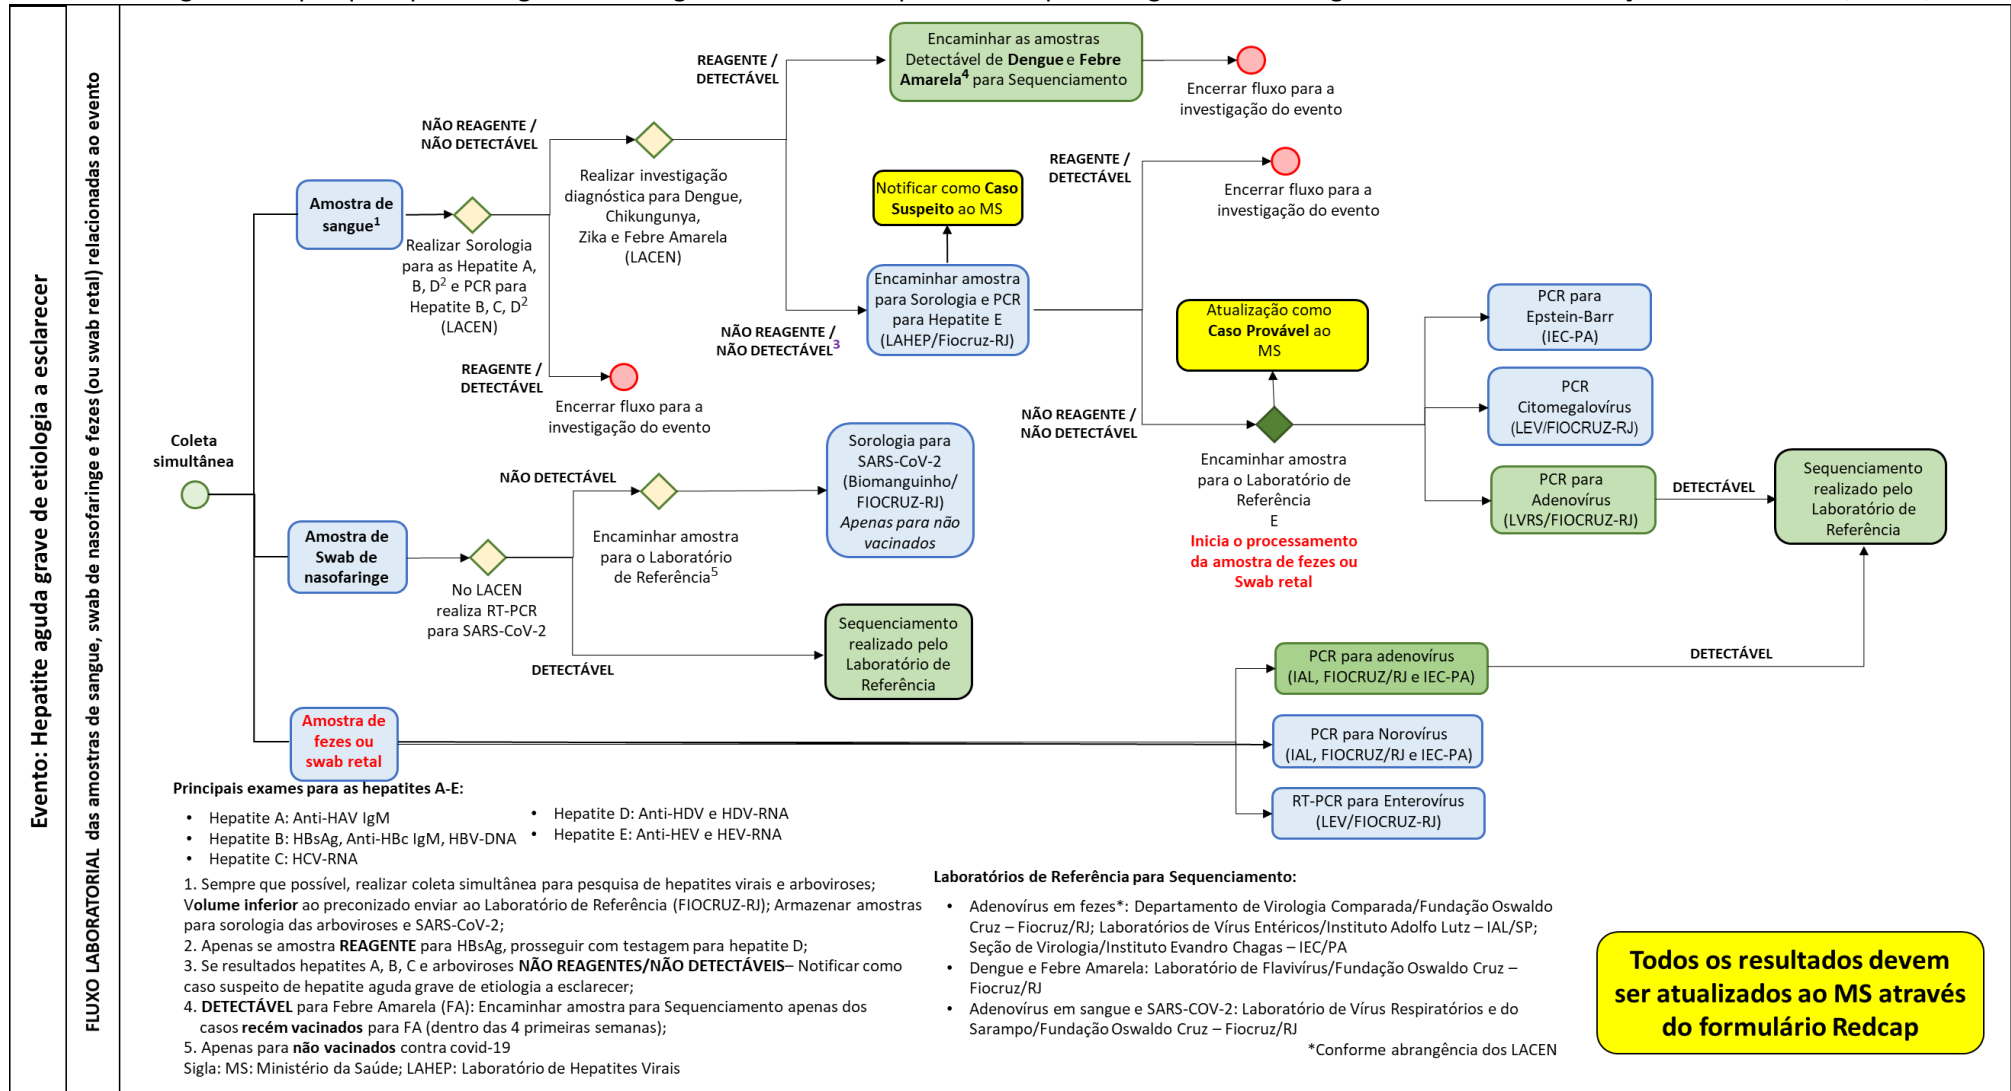 Evento: Hepatite aguda grave de etiologia a esclarecer
FLUXO LABORATORIAL das amostras de sangue, swab de nasofaringe e fezes (ou swab retal) relacionadas ao evento
Coleta
simultânea
Amostra de
sangue1
Realizar Sorologia
para as Hepatite A,
B, D2 e PCR para
Hepatite B, C, D2
(LACEN)
NÃO REAGENTE /
NÃO DETECTÁVEL
REAGENTE /
DETECTÁVEL
Encerrar fluxo para a
investigação do evento
Realizar investigação
diagnóstica para Dengue,
Chikungunya,
Zika e Febre Amarela
(LACEN)
REAGENTE /
DETECTÁVEL
Encaminhar as amostras
Detectável de Dengue e Febre
Amarela4 para Sequenciamento
Encerrar fluxo para a
investigação do evento
NÃO REAGENTE /
NÃO DETECTÁVEL3
Notificar como Caso
Suspeito ao MS
Encaminhar amostra
para Sorologia e PCR
para Hepatite E
(LAHEP/Fiocruz-RJ)
REAGENTE /
DETECTÁVEL
Encerrar fluxo para a
investigação do evento
NÃO REAGENTE /
NÃO DETECTÁVEL
Atualização como
Caso Provável ao
MS
Encaminhar amostra
para o Laboratório de
Referência
E
Inicia o processamento
da amostra de fezes ou
Swab retal
PCR para
Epstein-Barr
(IEC-PA)
PCR
Citomegalovírus
(LEV/FIOCRUZ-RJ)
PCR para
Adenovírus
(LVRS/FIOCRUZ-RJ)
DETECTÁVEL
Sequenciamento
realizado pelo
Laboratório de
Referência
Amostra de
Swab de
nasofaringe
No LACEN
realiza RT-PCR
para SARS-CoV-2
NÃO DETECTÁVEL
Encaminhar amostra
para o Laboratório
de Referência5
Sorologia para
SARS-CoV-2
(Biomanguinho/
FIOCRUZ-RJ)
Apenas para não
vacinados
DETECTÁVEL
Sequenciamento
realizado pelo
Laboratório de
Referência
Amostra de
fezes ou
swab retal
PCR para adenovírus
(IAL, FIOCRUZ/RJ e IEC-PA)
DETECTÁVEL
PCR para Norovírus
(IAL, FIOCRUZ/RJ e IEC-PA)
RT-PCR para Enterovírus
(LEV/FIOCRUZ-RJ)
Principais exames para as hepatites A-E:
• Hepatite A: Anti-HAV IgM
• Hepatite B: HBsAg, Anti-HBc IgM, HBV-DNA
• Hepatite C: HCV-RNA
• Hepatite D: Anti-HDV e HDV-RNA
• Hepatite E: Anti-HEV e HEV-RNA
1. Sempre que possível, realizar coleta simultânea para pesquisa de hepatites virais e arboviroses;
Volume inferior ao preconizado enviar ao Laboratório de Referência (FIOCRUZ-RJ); Armazenar amostras
para sorologia das arboviroses e SARS-CoV-2;
2. Apenas se amostra REAGENTE para HBsAg, prosseguir com testagem para hepatite D;
3. Se resultados hepatites A, B, C e arboviroses NÃO REAGENTES/NÃO DETECTÁVEIS– Notificar como
caso suspeito de hepatite aguda grave de etiologia a esclarecer;
4. DETECTÁVEL para Febre Amarela (FA): Encaminhar amostra para Sequenciamento apenas dos
casos recém vacinados para FA (dentro das 4 primeiras semanas);
5. Apenas para não vacinados contra covid-19
Sigla: MS: Ministério da Saúde; LAHEP: Laboratório de Hepatites Virais
Laboratórios de Referência para Sequenciamento:
• Adenovírus em fezes*: Departamento de Virologia Comparada/Fundação Oswaldo
Cruz – Fiocruz/RJ; Laboratórios de Vírus Entéricos/Instituto Adolfo Lutz – IAL/SP;
Seção de Virologia/Instituto Evandro Chagas – IEC/PA
• Dengue e Febre Amarela: Laboratório de Flavivírus/Fundação Oswaldo Cruz –
Fiocruz/RJ
• Adenovírus em sangue e SARS-COV-2: Laboratório de Vírus Respiratórios e do
Sarampo/Fundação Oswaldo Cruz – Fiocruz/RJ
*Conforme abrangência dos LACEN
Todos os resultados devem
ser atualizados ao MS através
do formulário Redcap